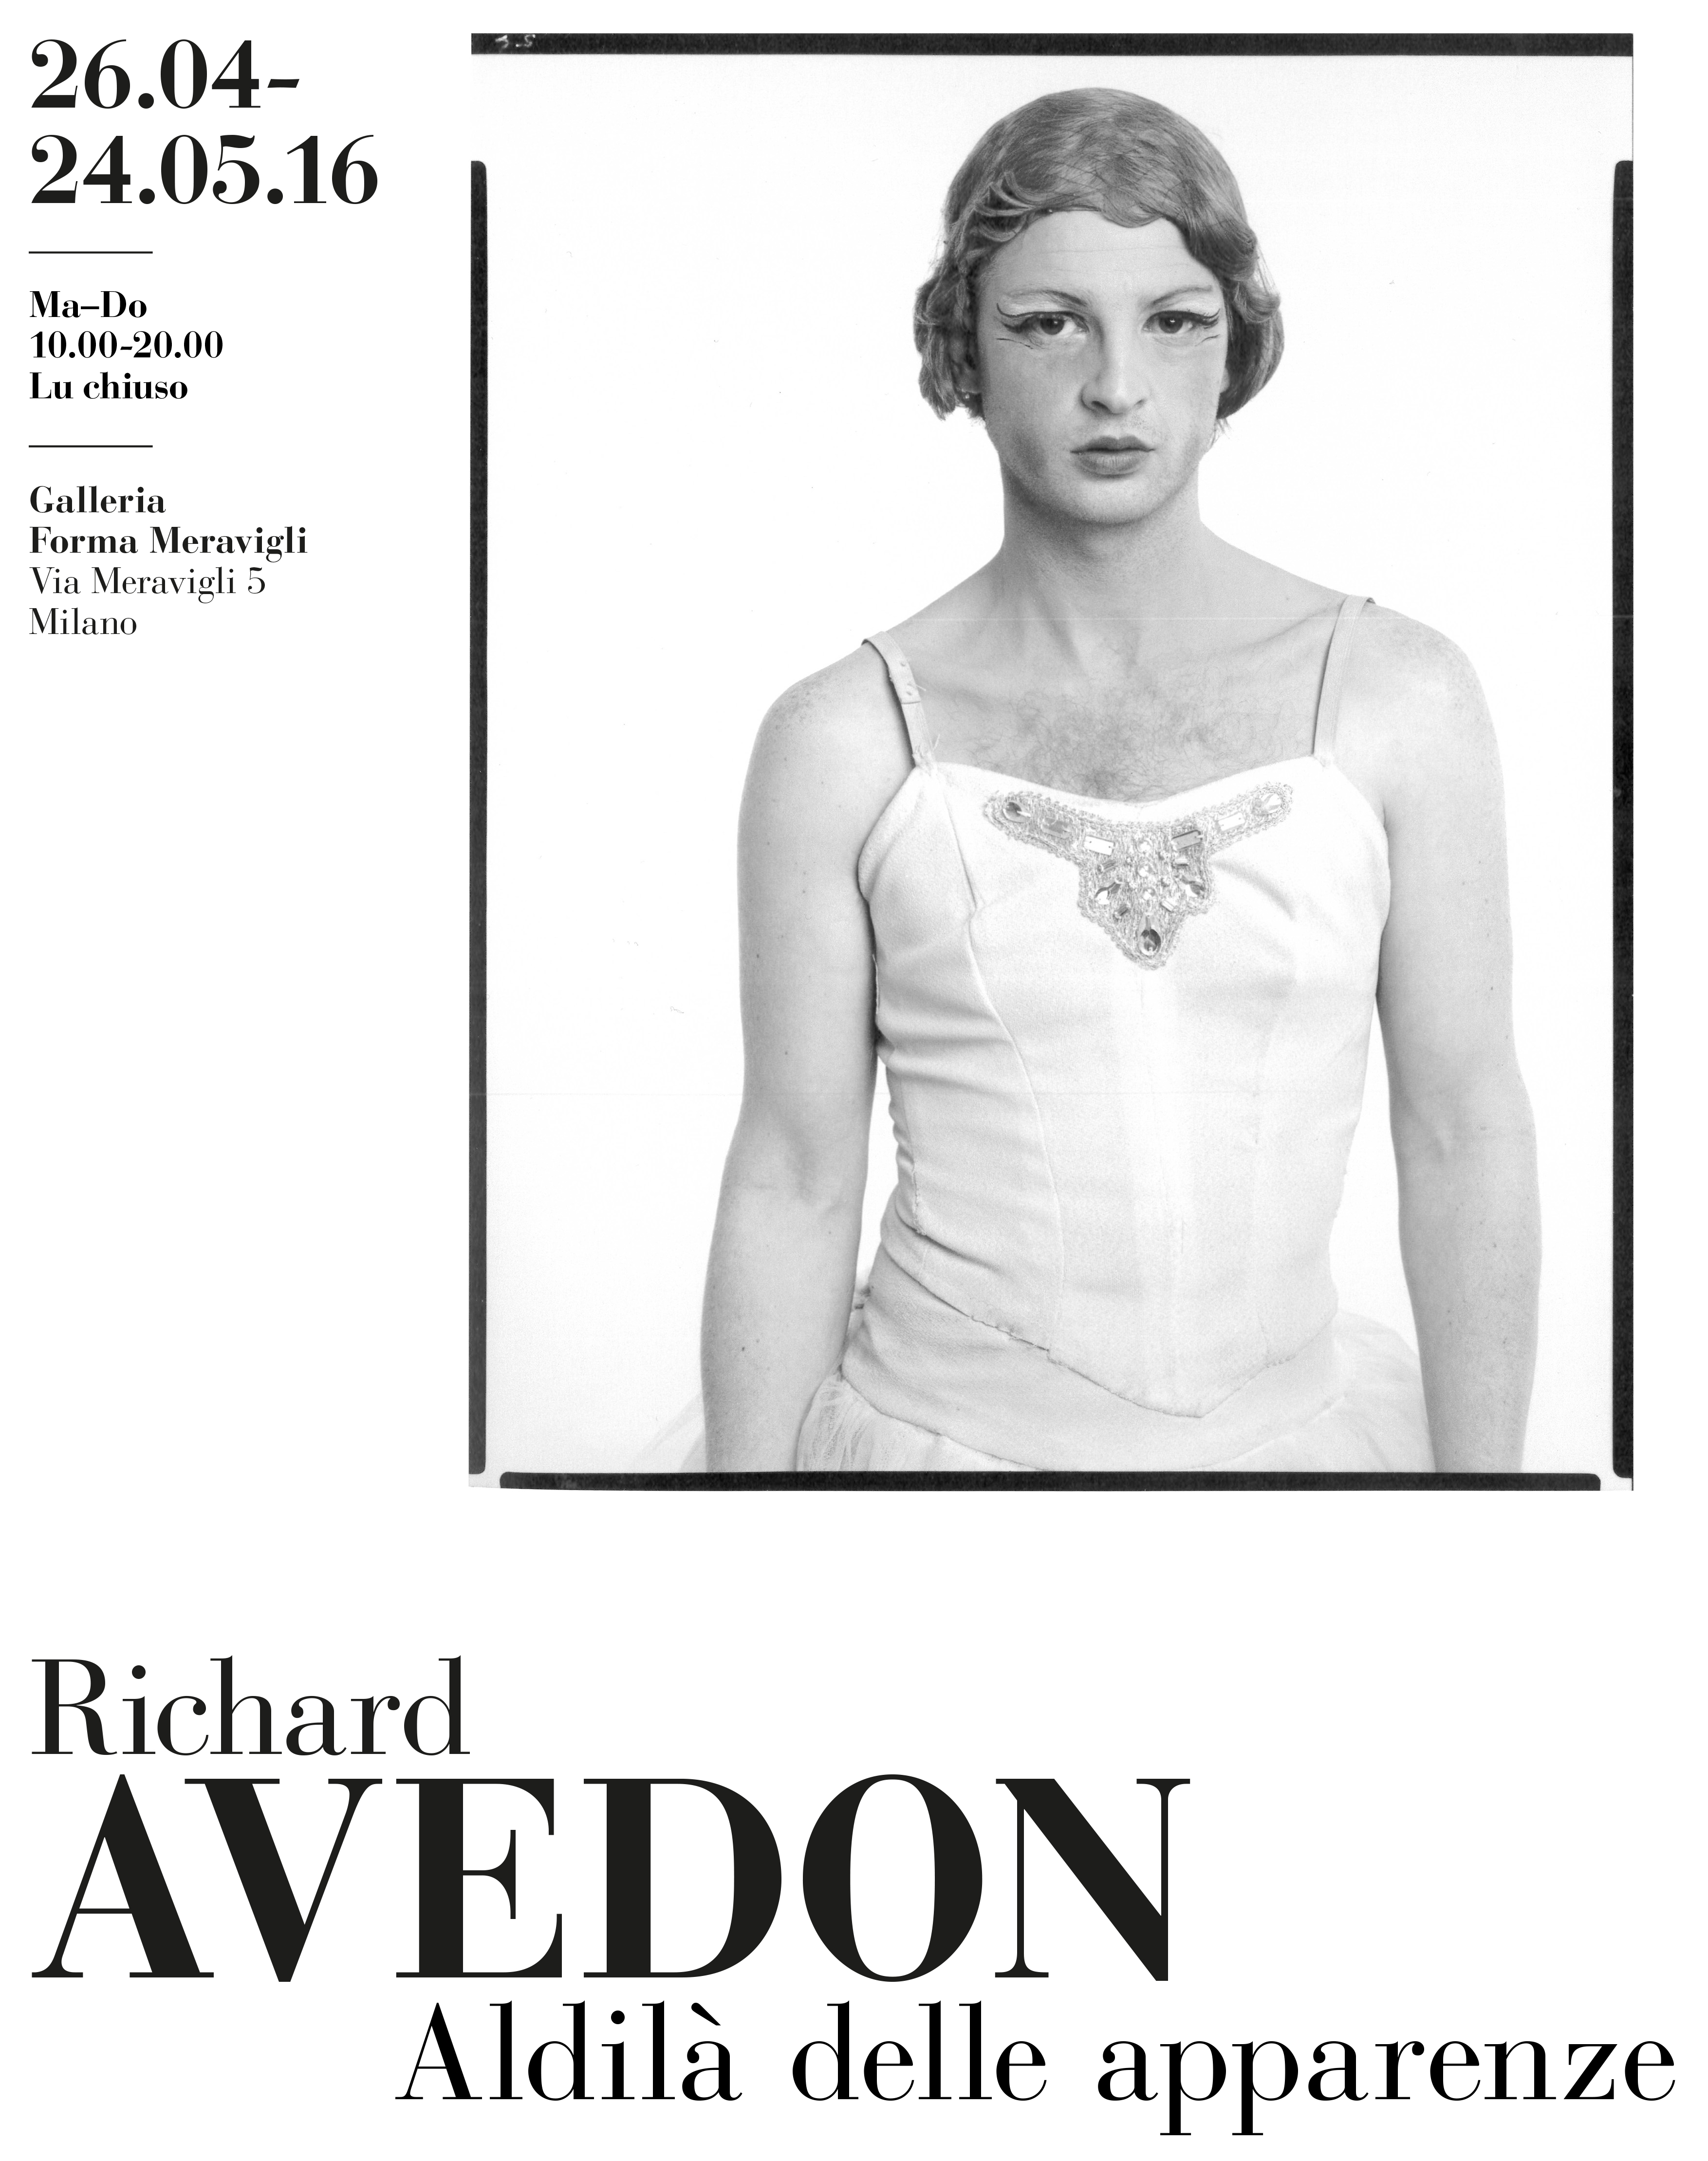 26.04-
24.05.16
Ma–Do
10.00-20.00
Lu chiuso
Galleria
Forma Meravigli
Via Meravigli 5
Milano
Richard
AVEDON
Aldilà delle apparenze